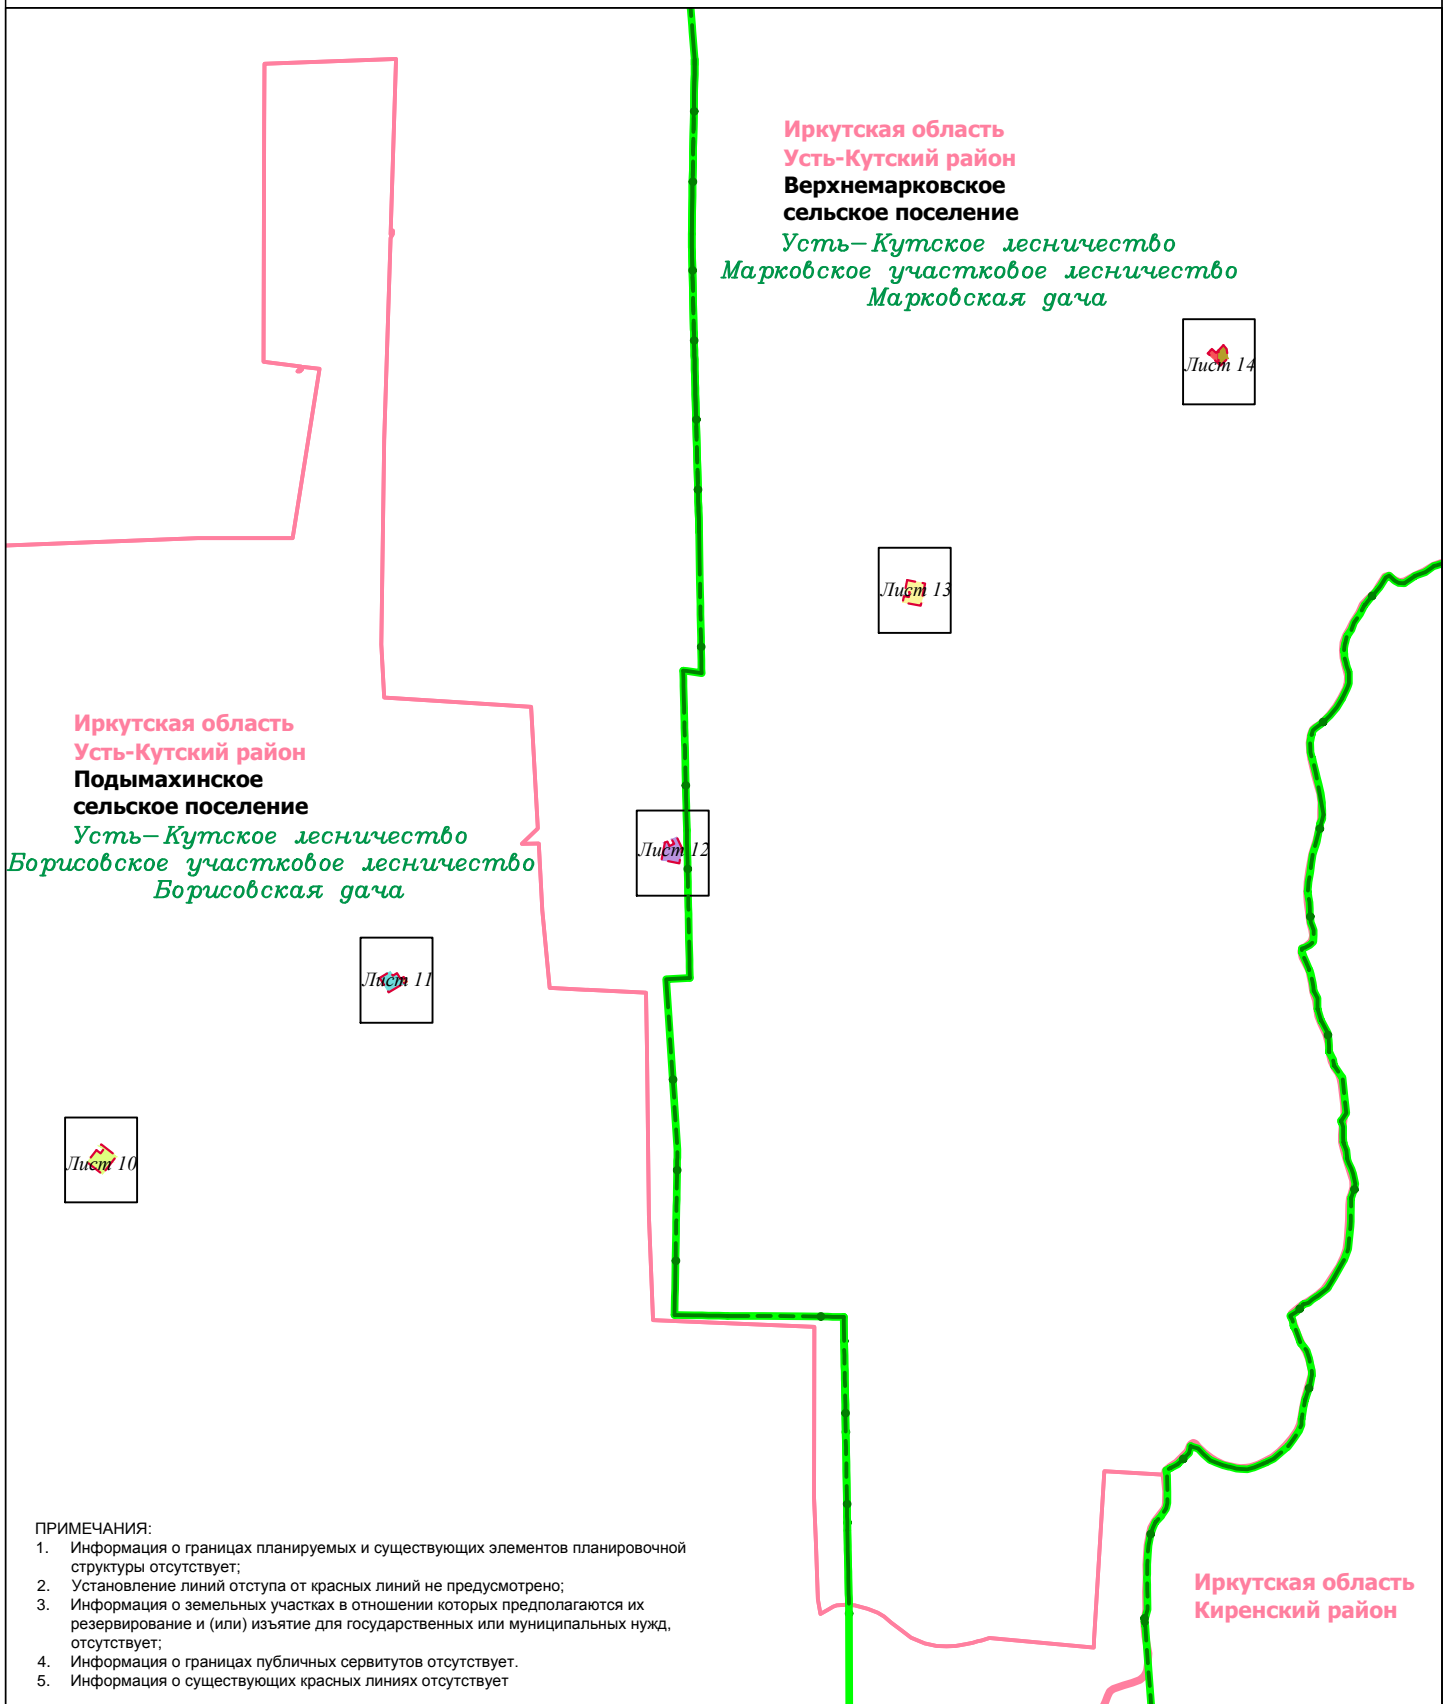 Иркутская область
Усть-Кутский район
Верхнемарковское
сельское поселение
Усть-Кутское лесничество
Марковское участковое лесничество
Марковская дача
Лист 14
Лист 13
Иркутская область
Усть-Кутский район
Подымахинское
сельское поселение
Усть-Кутское лесничество
Борисовское участковое лесничество
Борисовская дача
Лист 12
Лист 11
Лист 10
ПРИМЕЧАНИЯ:
1. Информация о границах планируемых и существующих элементов планировочной
структуры отсутствует;
2. Установление линий отступа от красных линий не предусмотрено;
3. Информация о земельных участках в отношении которых предполагаются их
резервирование и (или) изъятие для государственных или муниципальных нужд,
отсутствует;
4. Информация о границах публичных сервитутов отсутствует.
5. Информация о существующих красных линиях отсутствует
Иркутская область
Киренский район